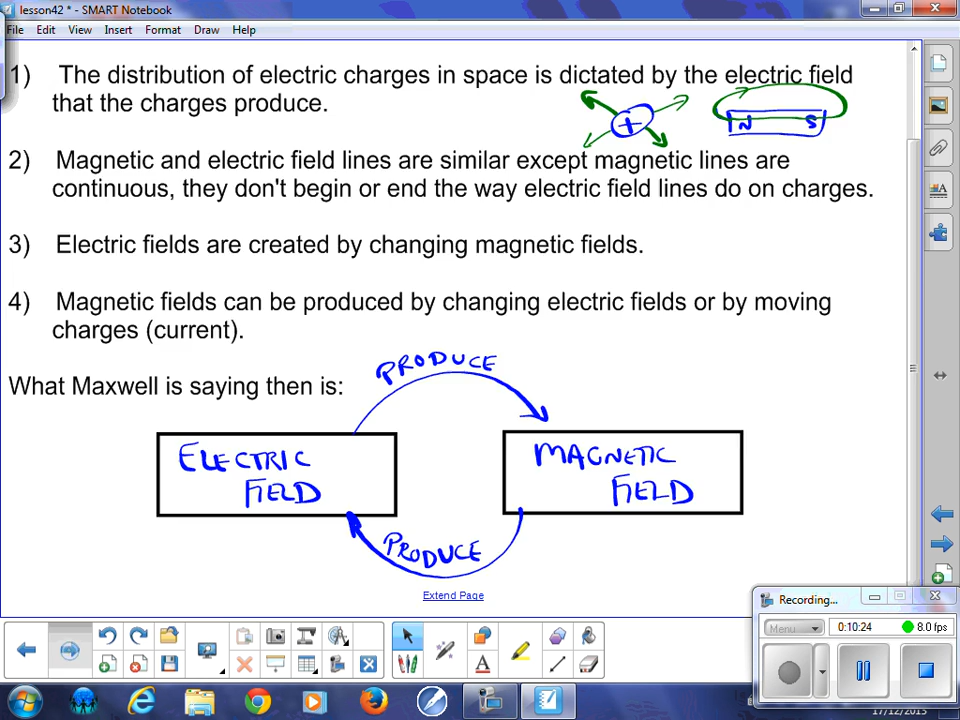 lesson42 * - SMART Notebook
File Edit View Insert Format Draw Help
1) The distribution of electric charges in space is dictated by the electric field
that the charges produce.
+
N S
2) Magnetic and electric field lines are similar except magnetic lines are
continuous, they don't begin or end the way electric field lines do on charges.
3) Electric fields are created by changing magnetic fields.
4) Magnetic fields can be produced by changing electric fields or by moving
charges (current).
What Maxwell is saying then is:
PRODUCE
ELECTRIC
FIELD
MAGNETIC
FIELD
PRODUCE
Extend Page
Recording...
Menu 0:10:24 8.0 fps
17/12/2013